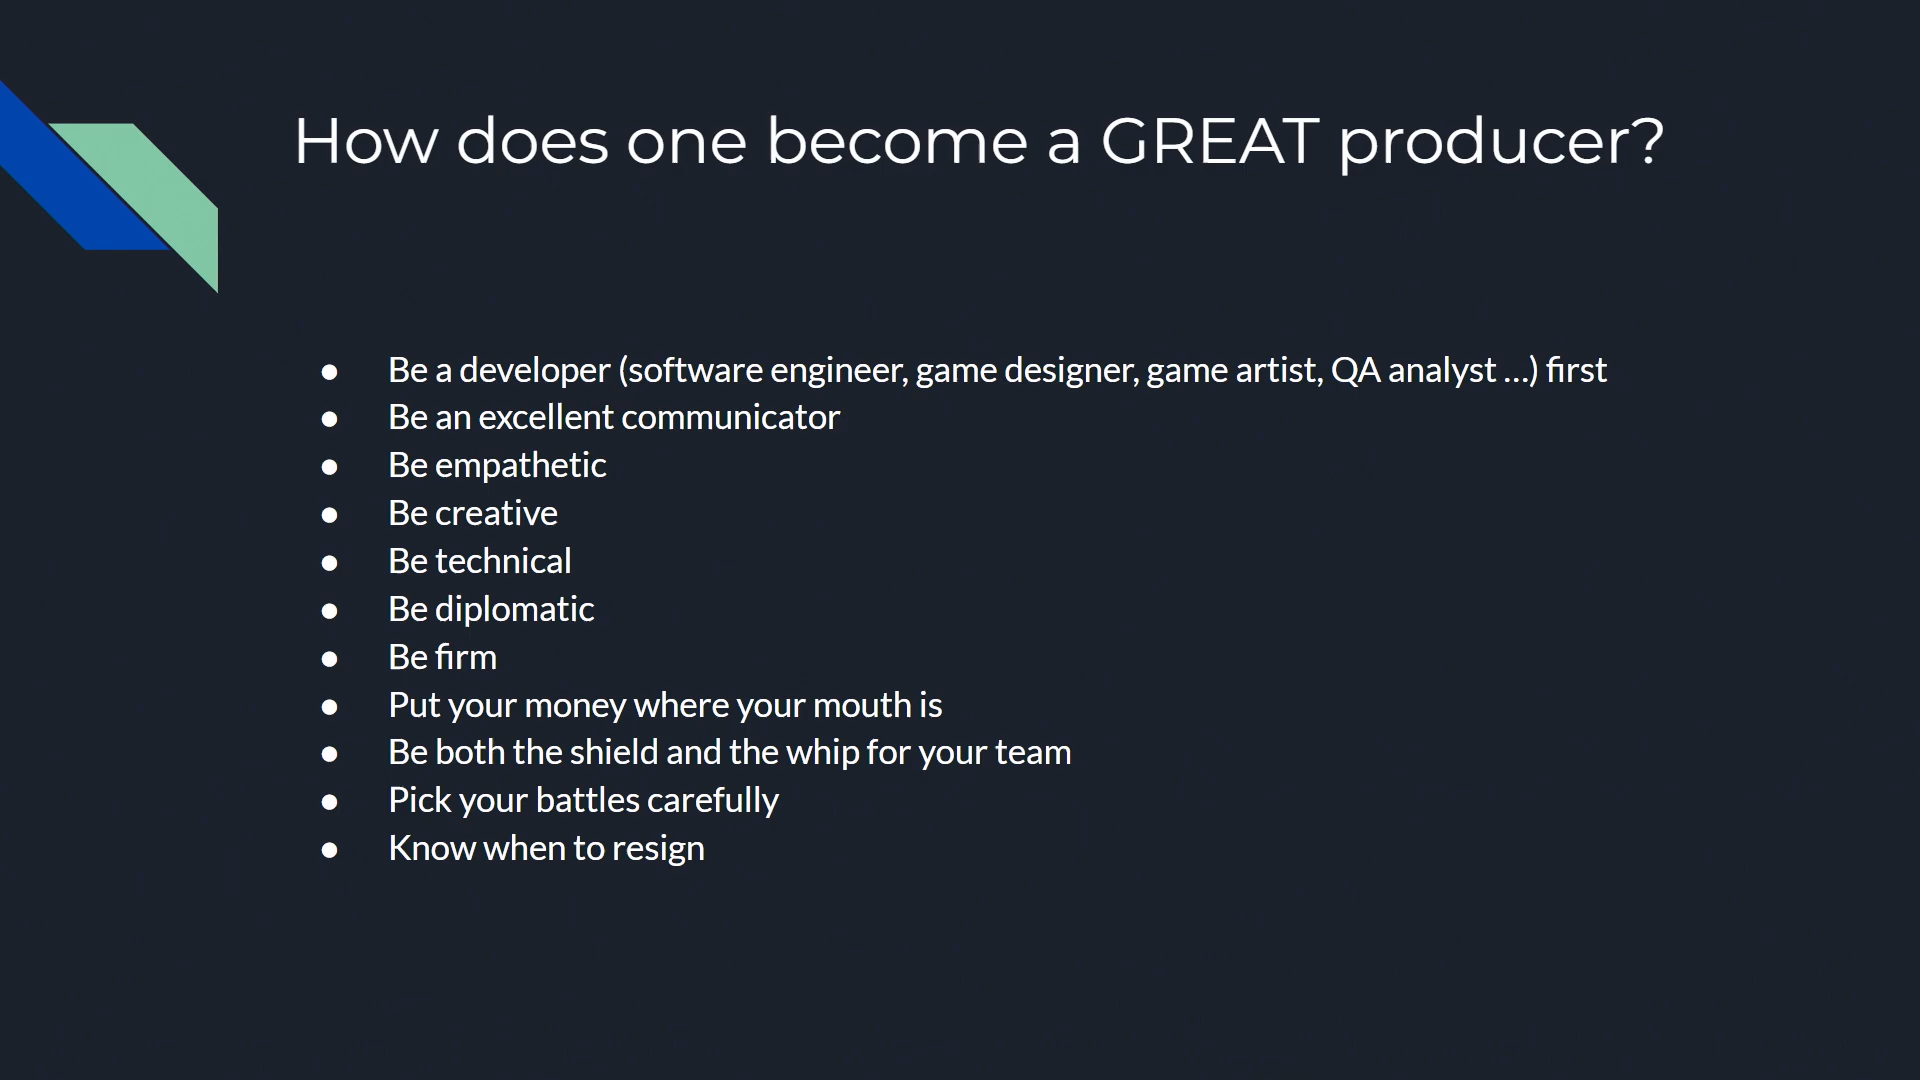 How does one become a GREAT producer?
● Be a developer (software engineer, game designer, game artist, QA analyst …) first
● Be an excellent communicator
● Be empathetic
● Be creative
● Be technical
● Be diplomatic
● Be firm
● Put your money where your mouth is
● Be both the shield and the whip for your team
● Pick your battles carefully
● Know when to resign